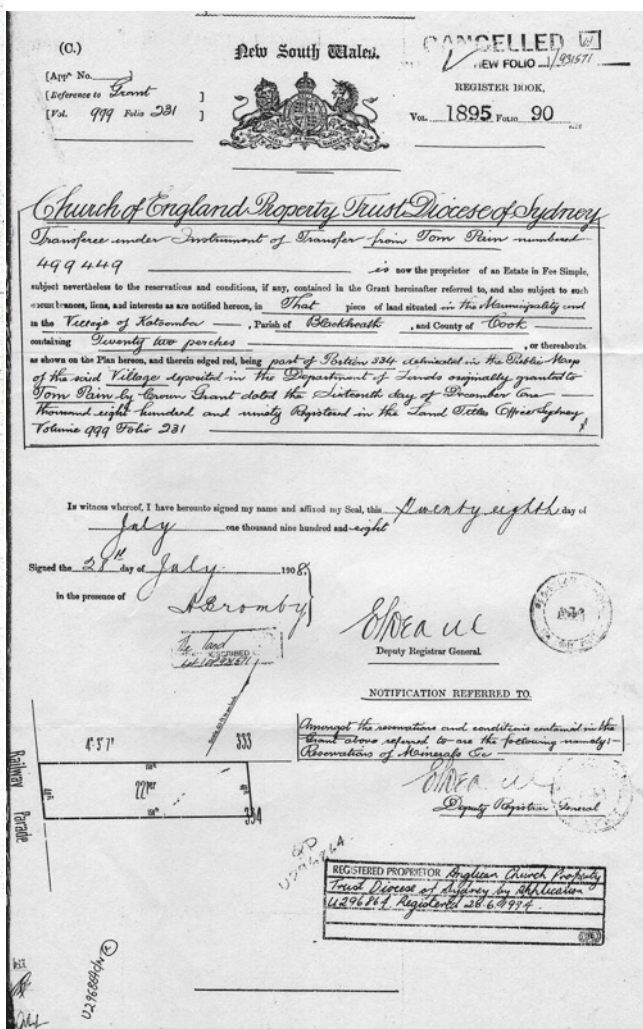 (C.)
New South Wales.
CANCELLED
NEW FOLIO 1/931571
[Appn No. ]
[Reference to Grant ]
[Vol. 999 Folio 231 ]
REGISTER BOOK,
VOL. 1895 FOLIO 90
Church of England Property Trust Diocese of Sydney
Transferee under Instrument of Transfer from Tom Pain numbered
499449 is now the proprietor of an Estate in Fee Simple,
subject nevertheless to the reservations and conditions, if any, contained in the Grant hereinafter referred to, and also subject to such
encumbrances, liens, and interests as are notified hereon, in That piece of land situated in the Municipality and
in the Village of Katoomba , Parish of Blackheath , and County of Cook
containing Twenty two perches , or thereabouts
as shown on the Plan hereon, and therein edged red, being part of Portion 334 delineated in the Public Map
of the said Village deposited in the Department of Lands originally granted to
Tom Pain by Crown Grant dated the Sixteenth day of December One
thousand eight hundred and ninety Registered in the Land Titles Office Sydney
Volume 999 Folio 231
In witness whereof, I have hereunto signed my name and affixed my Seal, this Twenty eighth day of
July one thousand nine hundred and eight
Signed the 28th day of July 1908,
in the presence of
Deputy Registrar General.
The land
NOTIFICATION REFERRED TO.
Amongst the reservations and conditions contained in the
Grant above referred to are the following namely:-
Reservations of Minerals &c
Deputy Registrar General
4·3·7
333
22per
334
Railway Parade
U296864
REGISTERED PROPRIETOR Anglican Church Property
Trust Diocese of Sydney by Application
U296864 Registered 28.6.1984.